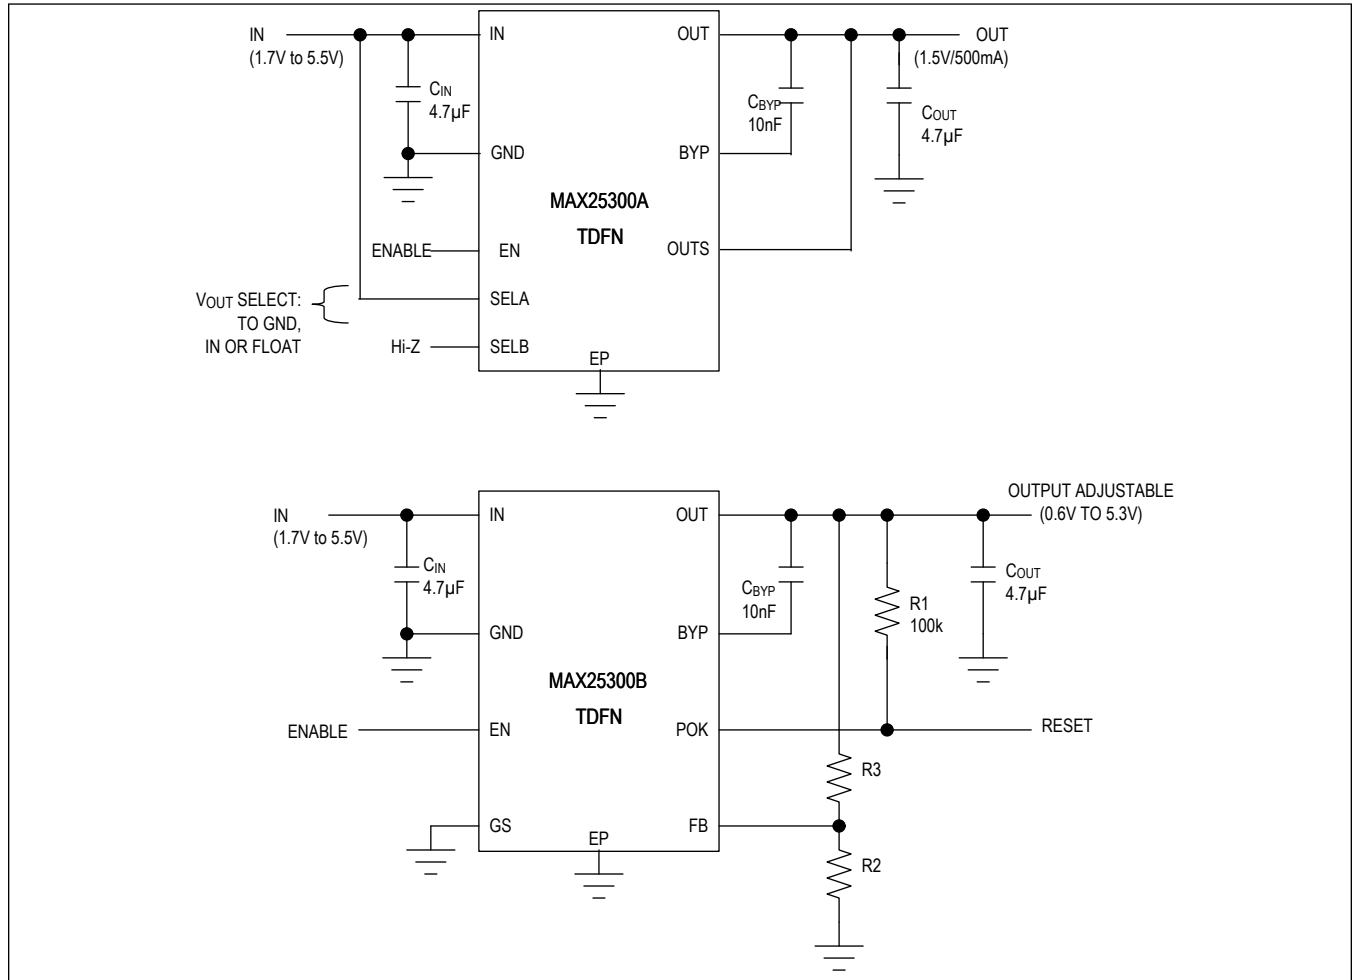 IN
(1.7V to 5.5V)
IN
OUT
OUT
(1.5V/500mA)
CIN
4.7µF
CBYP
10nF
COUT
4.7µF
GND
BYP
MAX25300A
TDFN
ENABLE
EN
OUTS
VOUT SELECT:
TO GND,
IN OR FLOAT
SELA
Hi-Z
SELB
EP
IN
(1.7V to 5.5V)
IN
OUT
OUTPUT ADJUSTABLE
(0.6V TO 5.3V)
CIN
4.7µF
CBYP
10nF
R1
100k
COUT
4.7µF
GND
BYP
MAX25300B
TDFN
ENABLE
EN
POK
RESET
R3
GS
FB
EP
R2